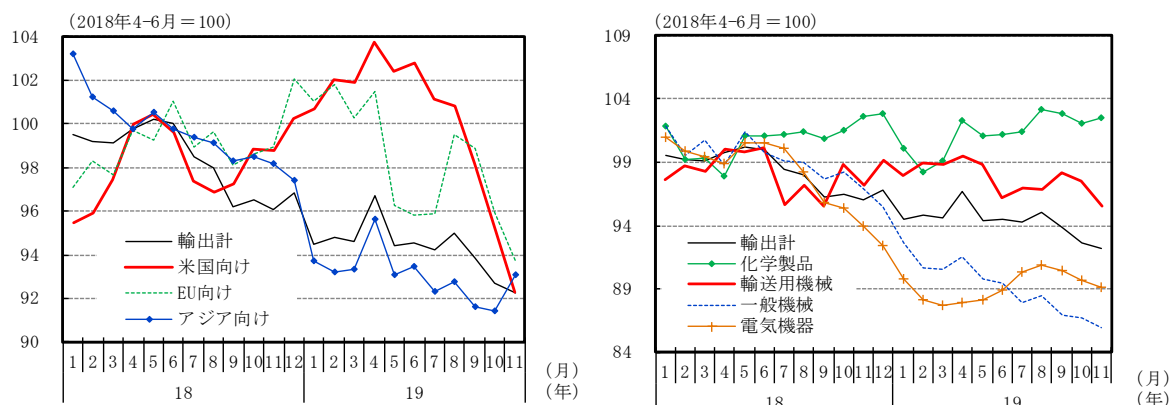 (2018年4-6月＝100)
104
102
100
98
96
94
92
90
輸出計
米国向け
EU向け
アジア向け
1 2 3 4 5 6 7 8 9 10 11 12 1 2 3 4 5 6 7 8 9 10 11 (月)
18 19 (年)
(2018年4-6月＝100)
109
104
99
94
89
84
輸出計
化学製品
輸送用機械
一般機械
電気機器
1 2 3 4 5 6 7 8 9 10 11 12 1 2 3 4 5 6 7 8 9 10 11 (月)
18 19 (年)